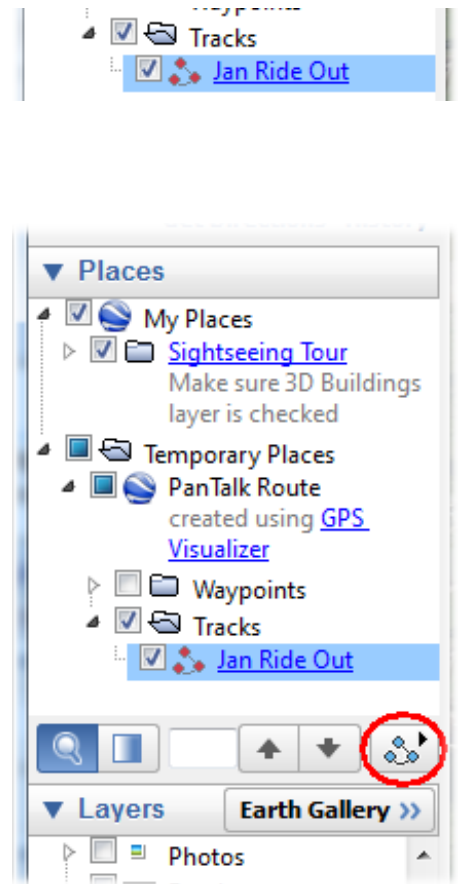 Tracks
Jan Ride Out
Places
My Places
Sightseeing Tour
Make sure 3D Buildings
layer is checked
Temporary Places
PanTalk Route
created using GPS
Visualizer
Waypoints
Tracks
Jan Ride Out
Layers
Earth Gallery »
Photos